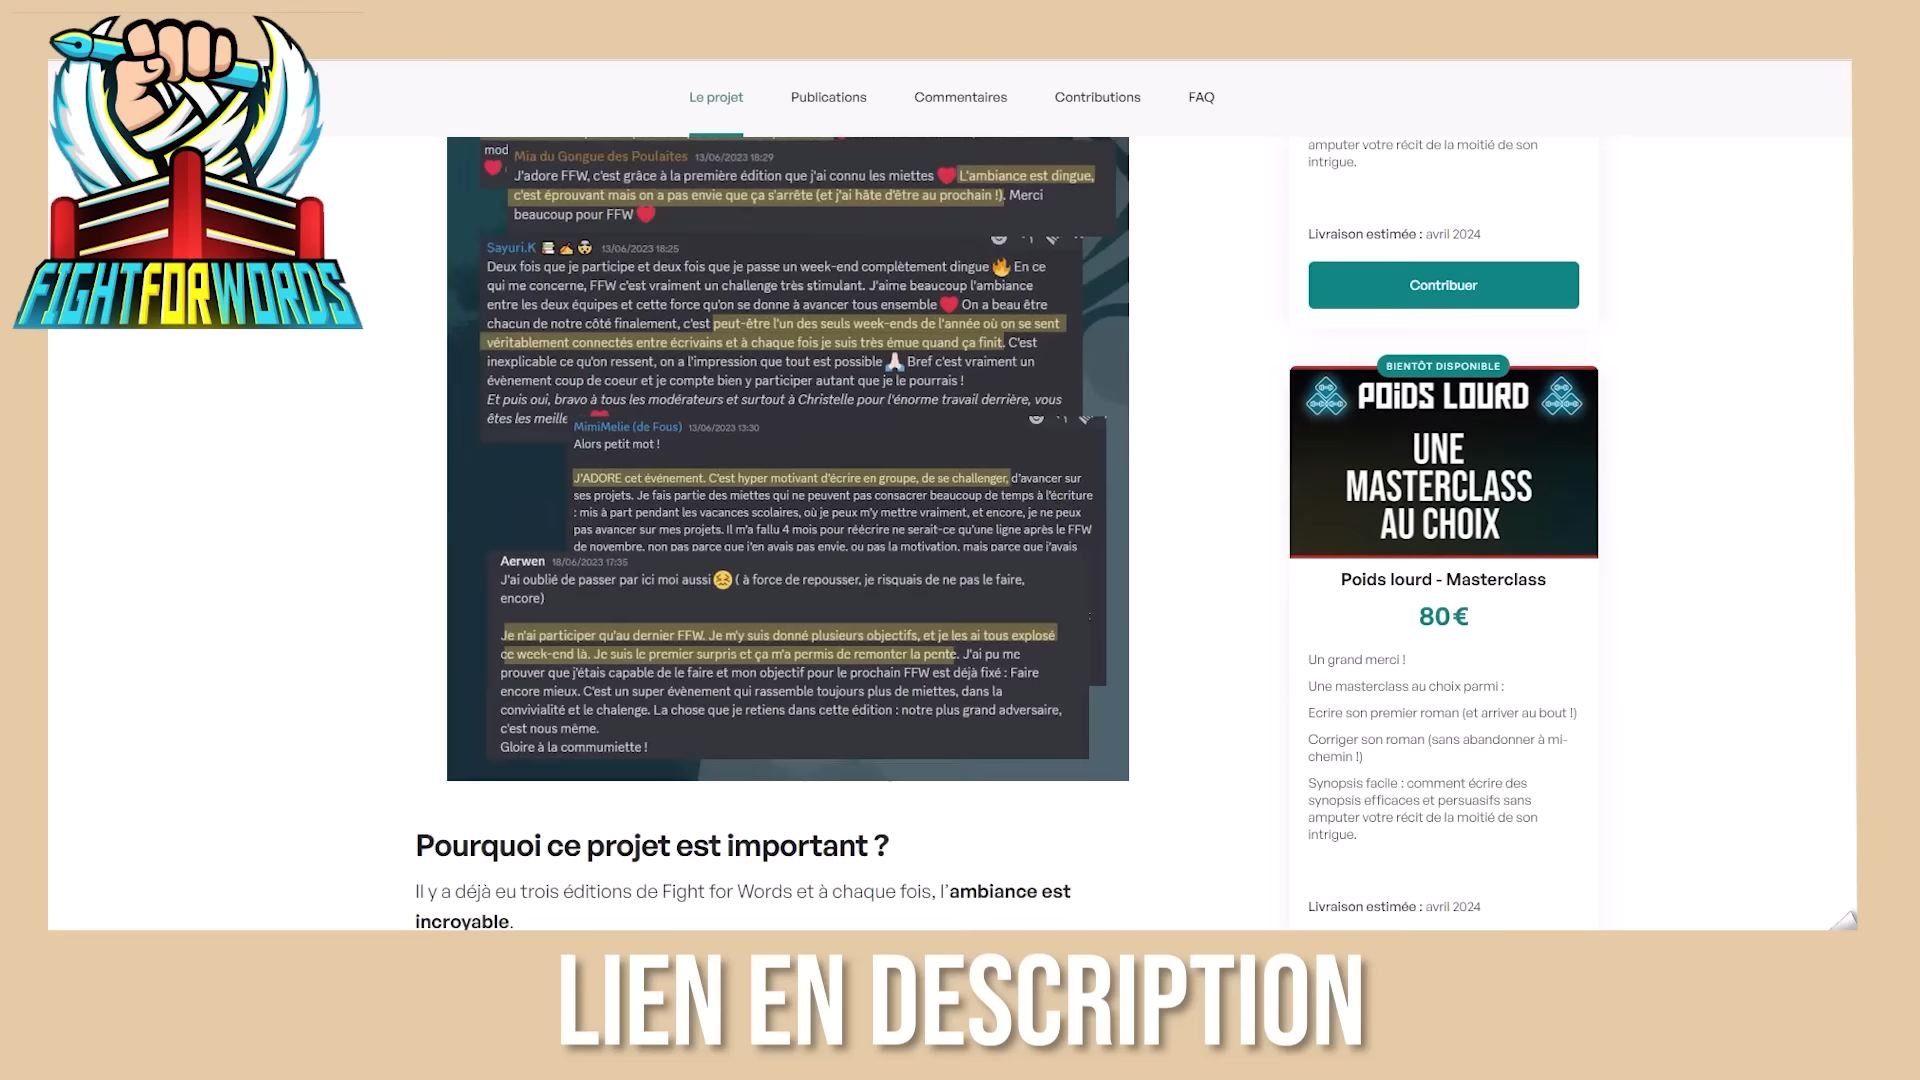 FIGHTFORWORDS
Le projet
Publications
Commentaires
Contributions
FAQ
mod
Mia du Gongue des Poulaites 13/06/2023 18:29
J'adore FFW, c'est grâce à la première édition que j'ai connu les miettes ❤️ L'ambiance est dingue,
c'est éprouvant mais on a pas envie que ça s'arrête (et j'ai hâte d'être au prochain !). Merci
beaucoup pour FFW ❤️
Sayuri.K 13/06/2023 18:25
Deux fois que je participe et deux fois que je passe un week-end complètement dingue 🔥 En ce
qui me concerne, FFW c'est vraiment un challenge très stimulant. J'aime beaucoup l'ambiance
entre les deux équipes et cette force qu'on se donne à avancer tous ensemble ❤️ On a beau être
chacun de notre côté finalement, c'est peut-être l'un des seuls week-ends de l'année où on se sent
véritablement connectés entre écrivains et à chaque fois je suis très émue quand ça finit. C'est
inexplicable ce qu'on ressent, on a l'impression que tout est possible 🙏🏻 Bref c'est vraiment un
évènement coup de coeur et je compte bien y participer autant que je le pourrais !
Et puis oui, bravo à tous les modérateurs et surtout à Christelle pour l'énorme travail derrière, vous
êtes les meille
MimiMelie (de Fous) 13/06/2023 13:30
Alors petit mot !
J'ADORE cet événement. C'est hyper motivant d'écrire en groupe, de se challenger, d'avancer sur
ses projets. Je fais partie des miettes qui ne peuvent pas consacrer beaucoup de temps à l'écriture
: mis à part pendant les vacances scolaires, où je peux m'y mettre vraiment, et encore, je ne peux
pas avancer sur mes projets. Il m'a fallu 4 mois pour réécrire ne serait-ce qu'une ligne après le FFW
de novembre, non pas parce que j'en avais pas envie, ou pas la motivation, mais parce que j'avais
Aerwen 18/06/2023 17:35
J'ai oublié de passer par ici moi aussi 😣 ( à force de repousser, je risquais de ne pas le faire,
encore)
Je n'ai participer qu'au dernier FFW. Je m'y suis donné plusieurs objectifs, et je les ai tous explosé
ce week-end là. Je suis le premier surpris et ça m'a permis de remonter la pente. J'ai pu me
prouver que j'étais capable de le faire et mon objectif pour le prochain FFW est déjà fixé : Faire
encore mieux. C'est un super évènement qui rassemble toujours plus de miettes, dans la
convivialité et le chalenge. La chose que je retiens dans cette édition : notre plus grand adversaire,
c'est nous même.
Gloire à la commumiette !
Pourquoi ce projet est important ?
Il y a déjà eu trois éditions de Fight for Words et à chaque fois, l'ambiance est
incroyable.
amputer votre récit de la moitié de son
intrigue.
Livraison estimée : avril 2024
Contribuer
BIENTÔT DISPONIBLE
POIDS LOURD
UNE
MASTERCLASS
AU CHOIX
Poids lourd - Masterclass
80 €
Un grand merci !
Une masterclass au choix parmi :
Ecrire son premier roman (et arriver au bout !)
Corriger son roman (sans abandonner à mi-
chemin !)
Synopsis facile : comment écrire des
synopsis efficaces et persuasifs sans
amputer votre récit de la moitié de son
intrigue.
Livraison estimée : avril 2024
LIEN EN DESCRIPTION